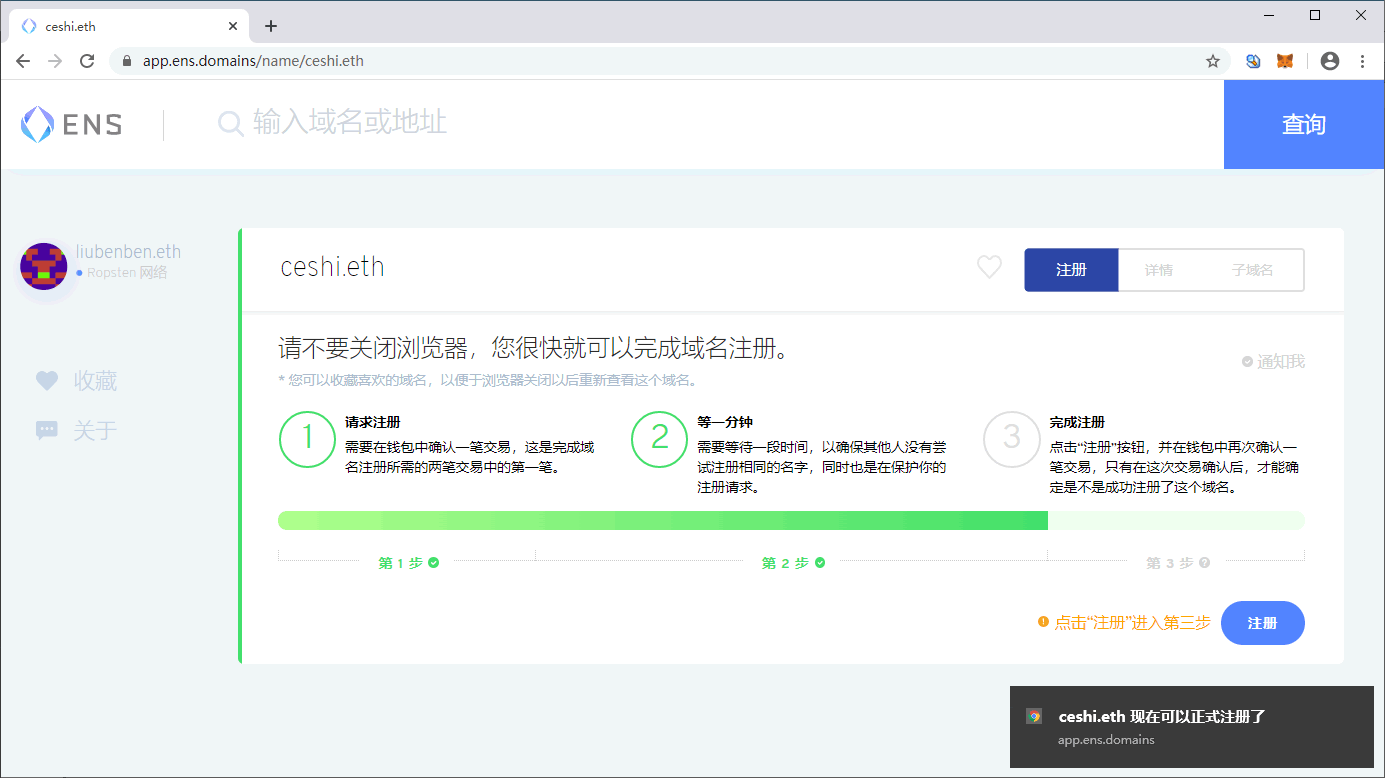 ceshi.eth
app.ens.domains/name/ceshi.eth
ENS
输入域名或地址
查询
liubenben.eth
Ropsten 网络
收藏
关于
ceshi.eth
注册
详情
子域名
请不要关闭浏览器，您很快就可以完成域名注册。
* 您可以收藏喜欢的域名，以便于浏览器关闭以后重新查看这个域名。
通知我
1
请求注册
需要在钱包中确认一笔交易，这是完成域
名注册所需的两笔交易中的第一笔。
2
等一分钟
需要等待一段时间，以确保其他人没有尝
试注册相同的名字，同时也是在保护你的
注册请求。
3
完成注册
点击“注册”按钮，并在钱包中再次确认一
笔交易，只有在这次交易确认后，才能确
定是不是成功注册了这个域名。
第 1 步
第 2 步
第 3 步
点击“注册”进入第三步
注册
ceshi.eth 现在可以正式注册了
app.ens.domains